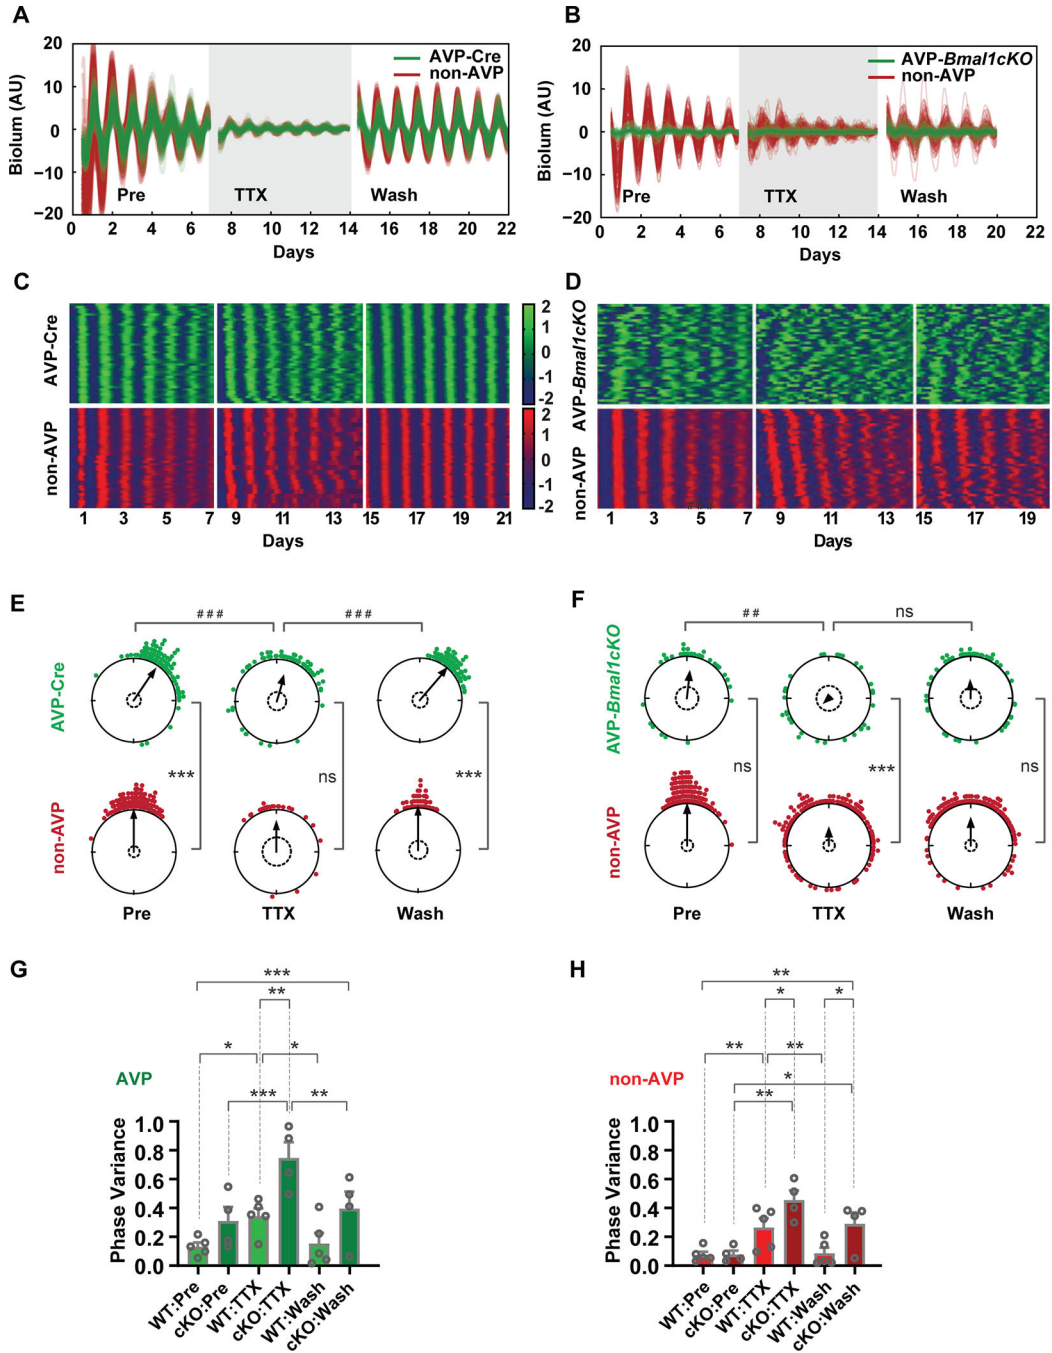 A
20
10
0
−10
−20
Biolum (AU)
AVP-Cre
non-AVP
Pre
TTX
Wash
0 2 4 6 8 10 12 14 16 18 20 22
Days
B
20
10
0
−10
−20
Biolum (AU)
AVP-Bmal1cKO
non-AVP
Pre
TTX
Wash
0 2 4 6 8 10 12 14 16 18 20 22
Days
C
AVP-Cre
non-AVP
2
1
0
-1
-2
2
1
0
-1
-2
1 3 5 7 9 11 13 15 17 19 21
Days
D
AVP-Bmal1cKO
non-AVP
1 3 5 7 9 11 13 15 17 19
Days
E
### ###
AVP-Cre
*** ns ***
non-AVP
Pre TTX Wash
F
## ns
AVP-Bmal1cKO
ns *** ns
non-AVP
Pre TTX Wash
G
***
**
* *
AVP
*** **
Phase Variance
1.0
0.8
0.6
0.4
0.2
0.0
WT:Pre
cKO:Pre
WT:TTX
cKO:TTX
WT:Wash
cKO:Wash
H
**
* *
** **
non-AVP
*
**
Phase Variance
1.0
0.8
0.6
0.4
0.2
0.0
WT:Pre
cKO:Pre
WT:TTX
cKO:TTX
WT:Wash
cKO:Wash